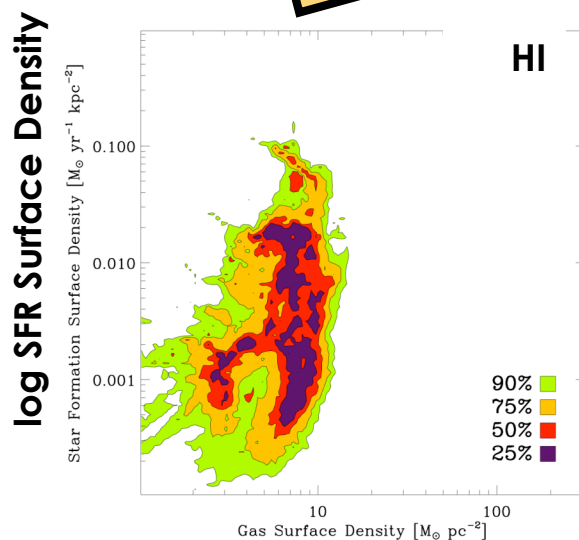 HI
log SFR Surface Density
Star Formation Surface Density [M☉ yr⁻¹ kpc⁻²]
0.100
0.010
0.001
90%
75%
50%
25%
10
100
Gas Surface Density [M☉ pc⁻²]